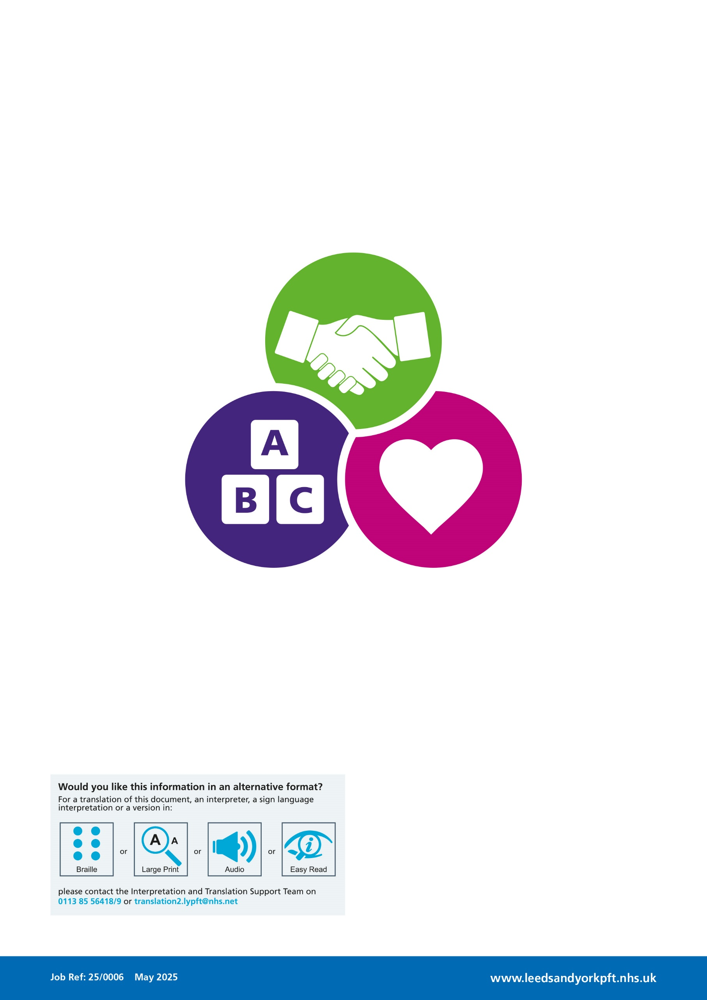 A
B C
Would you like this information in an alternative format?
For a translation of this document, an interpreter, a sign language
interpretation or a version in:
A A
i
or or or
Braille Large Print Audio Easy Read
please contact the Interpretation and Translation Support Team on
0113 85 56418/9 or translation2.lypft@nhs.net
Job Ref: 25/0006 May 2025
www.leedsandyorkpft.nhs.uk